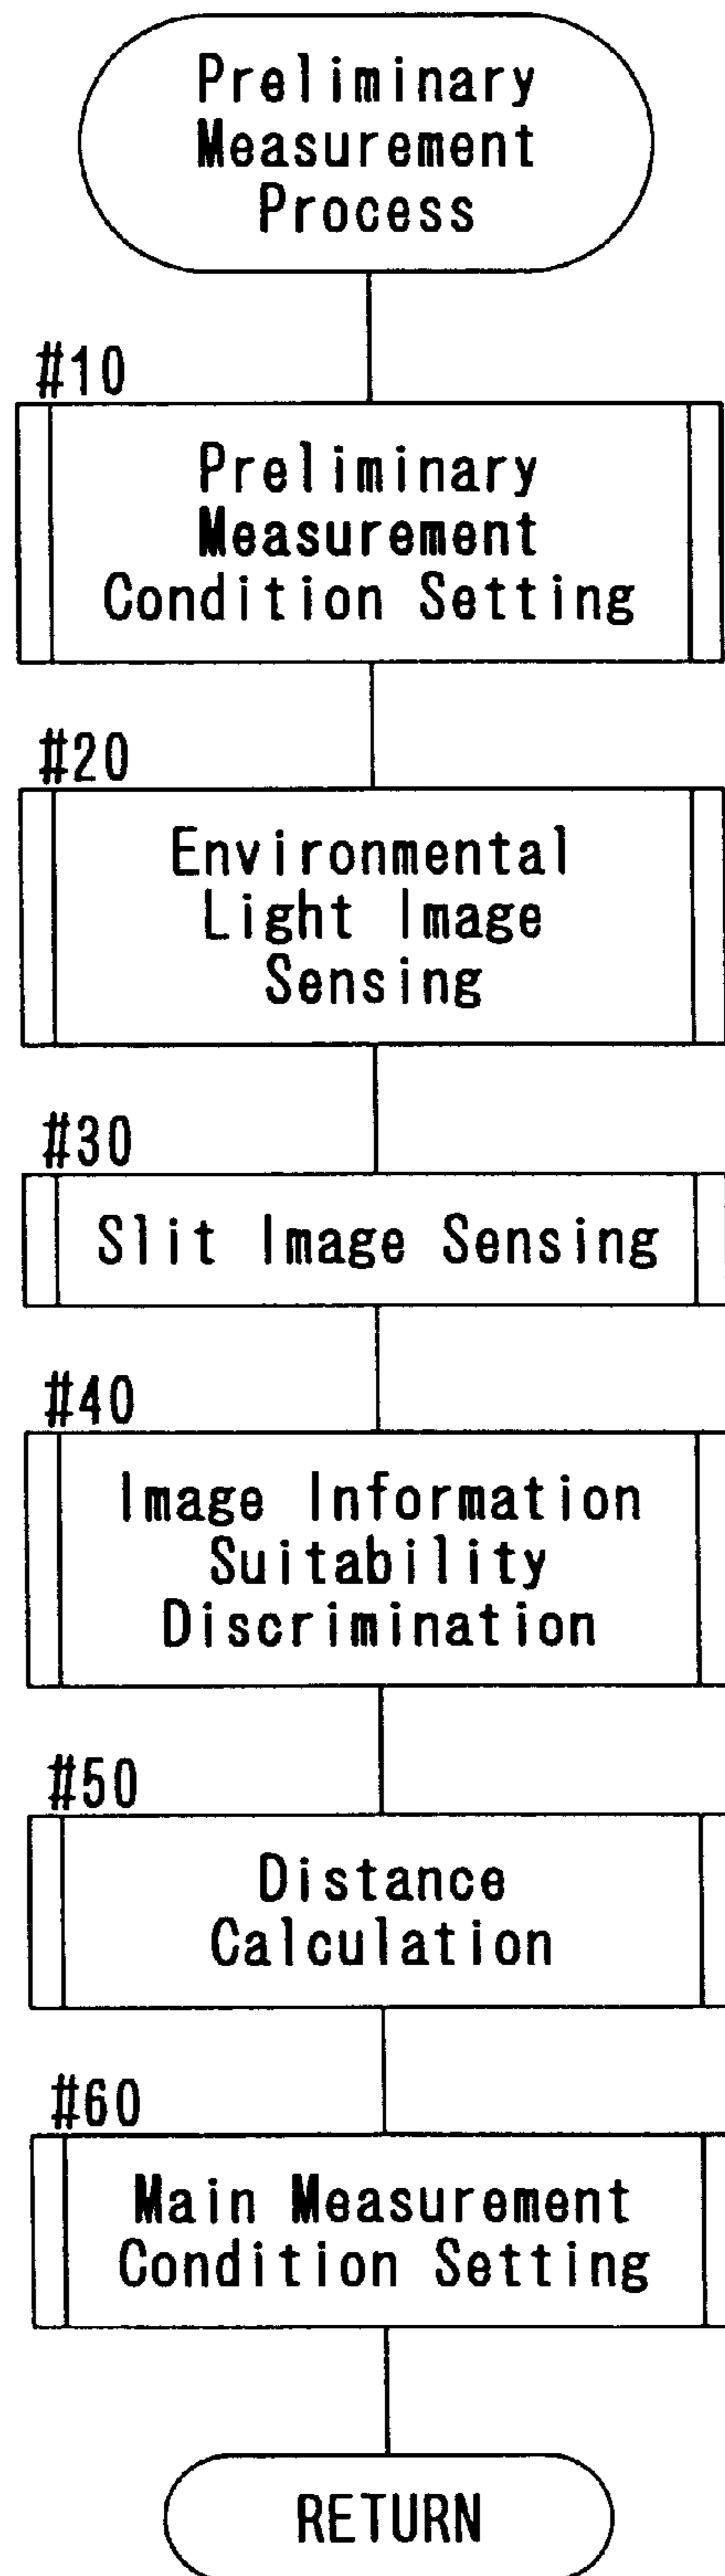 Preliminary
Measurement
Process
#10
Preliminary
Measurement
Condition Setting
#20
Environmental
Light Image
Sensing
#30
Slit Image Sensing
#40
Image Information
Suitability
Discrimination
#50
Distance
Calculation
#60
Main Measurement
Condition Setting
RETURN